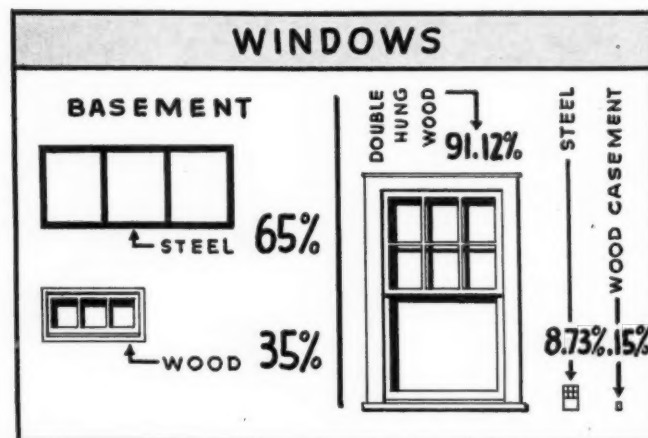 WINDOWS
BASEMENT
STEEL 65%
WOOD 35%
DOUBLE
HUNG
WOOD
91.12%
STEEL
8.73%
WOOD CASEMENT
.15%